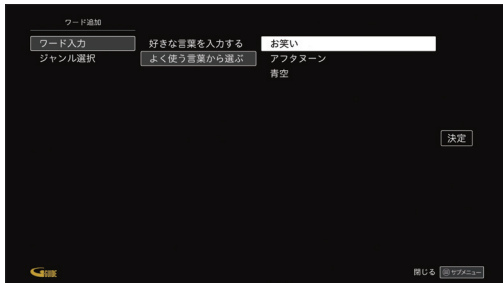 ワード追加
ワード入力
好きな言葉を入力する
お笑い
ジャンル選択
よく使う言葉から選ぶ
アフタヌーン
青空
決定
G GUIDE
閉じる
サブメニュー